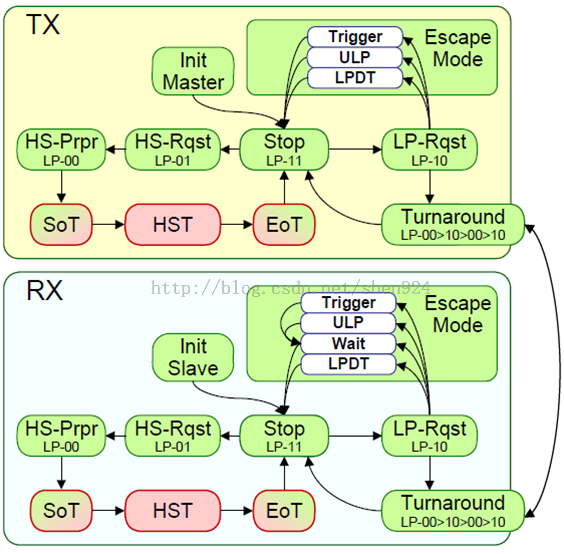 TX
Trigger
ULP
LPDT
Escape
Mode
Init
Master
HS-Prpr
LP-00
HS-Rqst
LP-01
Stop
LP-11
LP-Rqst
LP-10
SoT
HST
EoT
Turnaround
LP-00>10>00>10
http://blog.csdn.net/shen924
RX
Trigger
ULP
Wait
LPDT
Escape
Mode
Init
Slave
HS-Prpr
LP-00
HS-Rqst
LP-01
Stop
LP-11
LP-Rqst
LP-10
SoT
HST
EoT
Turnaround
LP-00>10>00>10